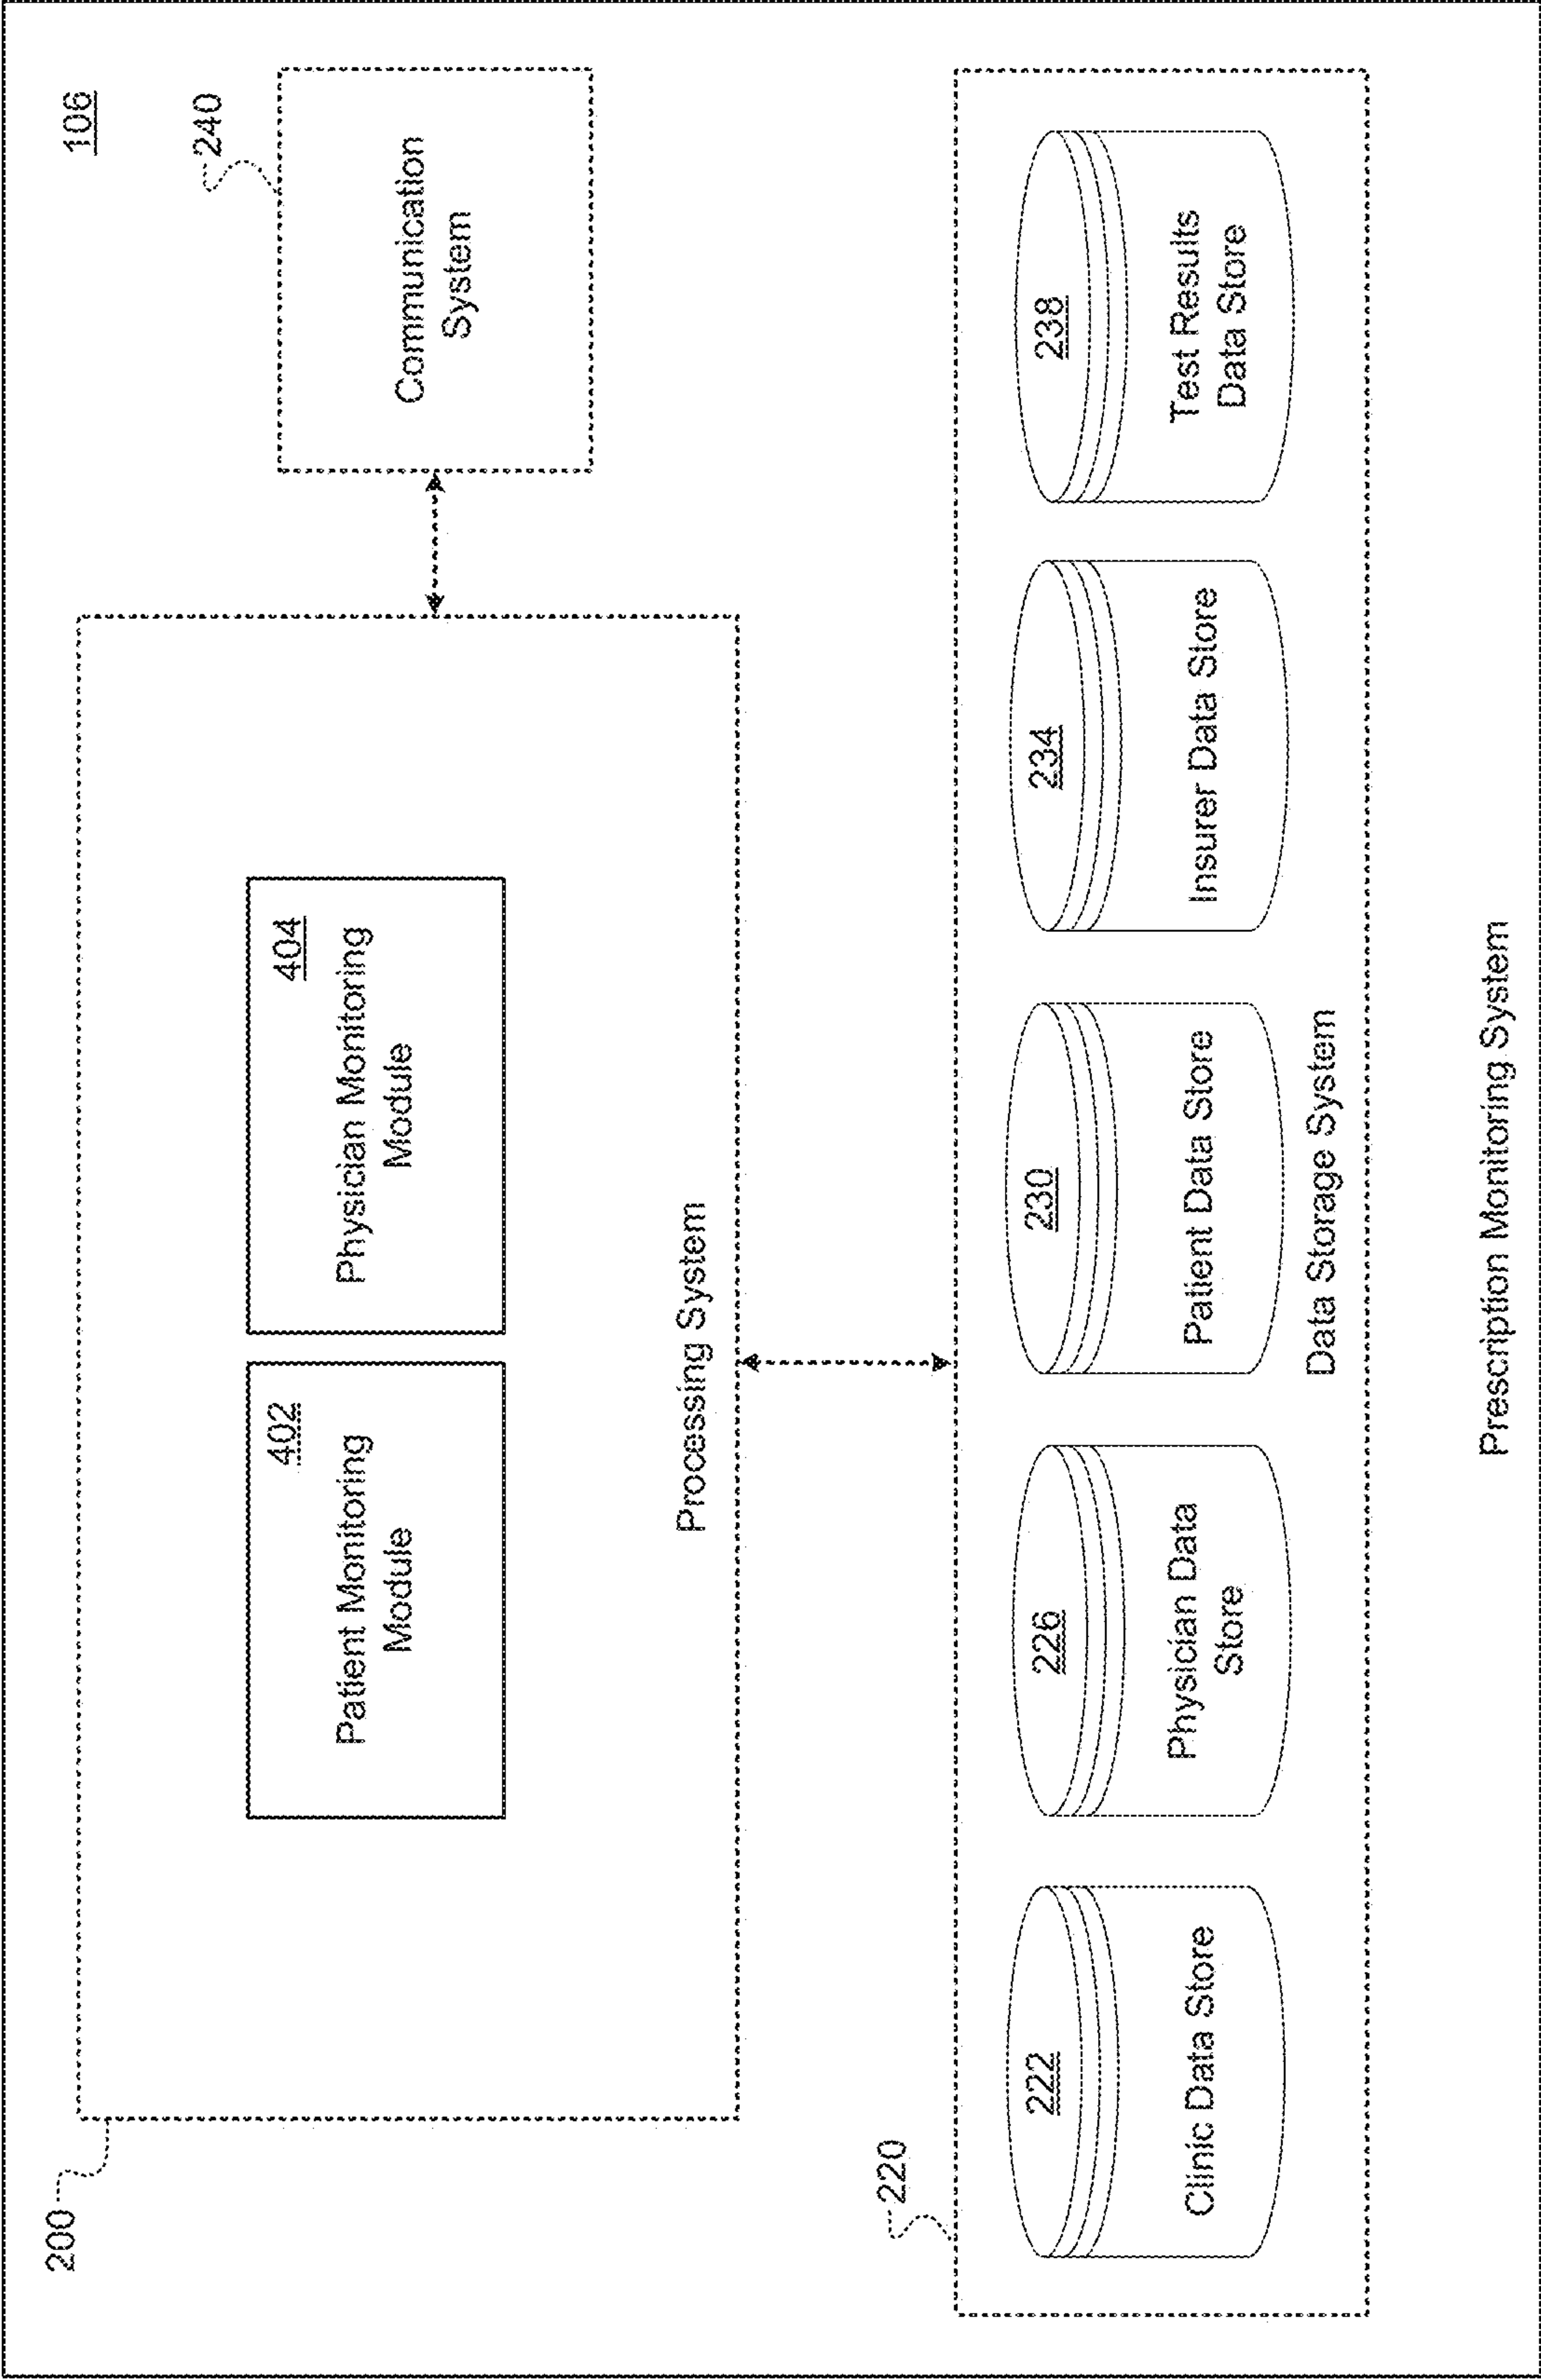 106
200
402
Patient Monitoring
Module
404
Physician Monitoring
Module
Processing System
240
Communication
System
220
222
Clinic Data Store
226
Physician Data
Store
230
Patient Data Store
234
Insurer Data Store
238
Test Results
Data Store
Data Storage System
Prescription Monitoring System